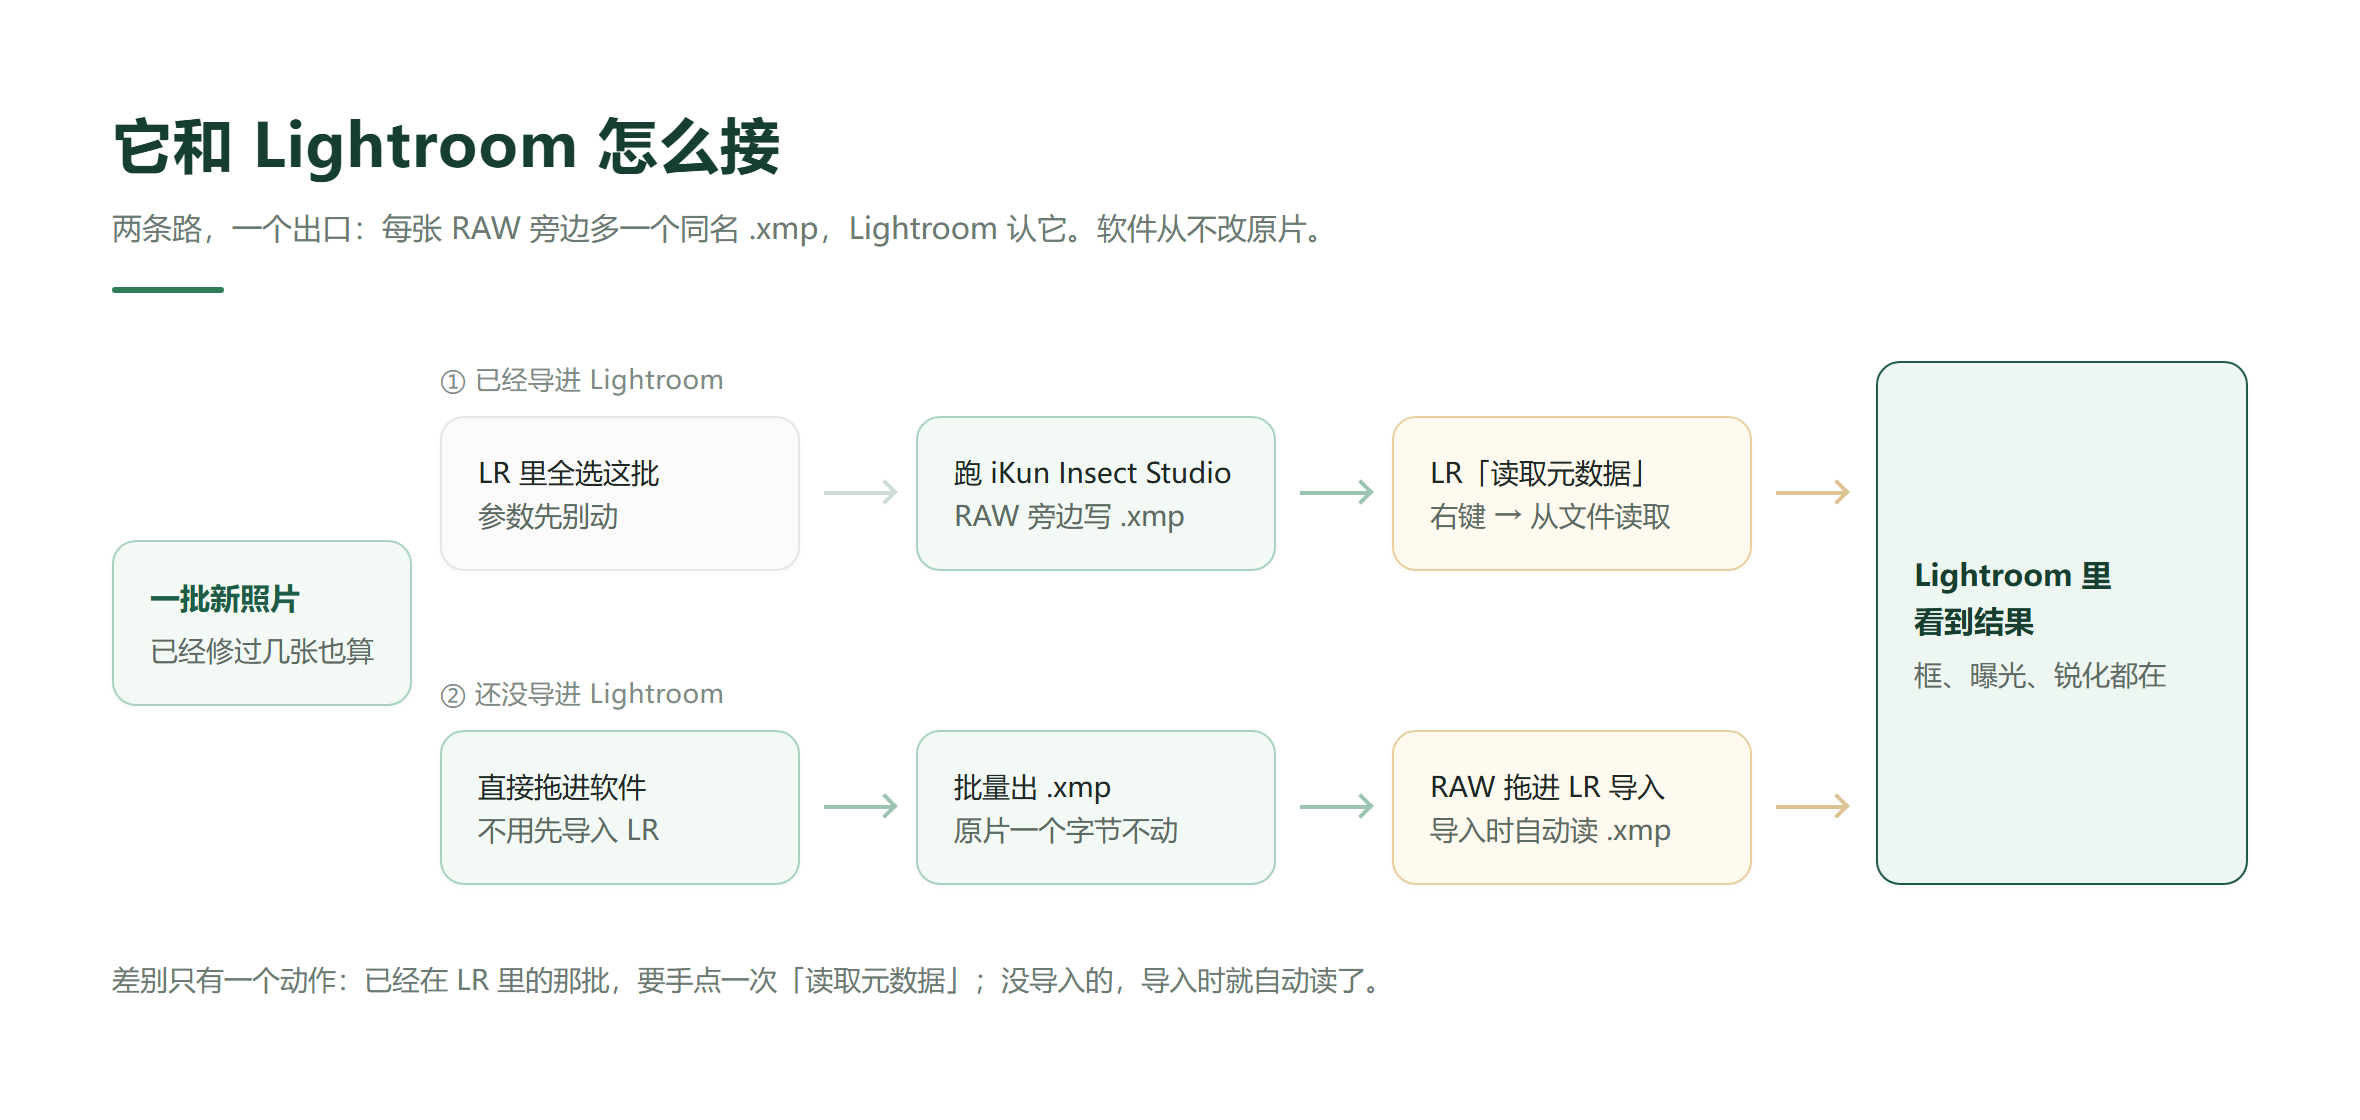 它和 Lightroom 怎么接
两条路，一个出口：每张 RAW 旁边多一个同名 .xmp，Lightroom 认它。软件从不改原片。
一批新照片
已经修过几张也算
① 已经导进 Lightroom
LR 里全选这批
参数先别动
跑 iKun Insect Studio
RAW 旁边写 .xmp
LR「读取元数据」
右键 → 从文件读取
② 还没导进 Lightroom
直接拖进软件
不用先导入 LR
批量出 .xmp
原片一个字节不动
RAW 拖进 LR 导入
导入时自动读 .xmp
Lightroom 里
看到结果
框、曝光、锐化都在
差别只有一个动作：已经在 LR 里的那批，要手点一次「读取元数据」；没导入的，导入时就自动读了。